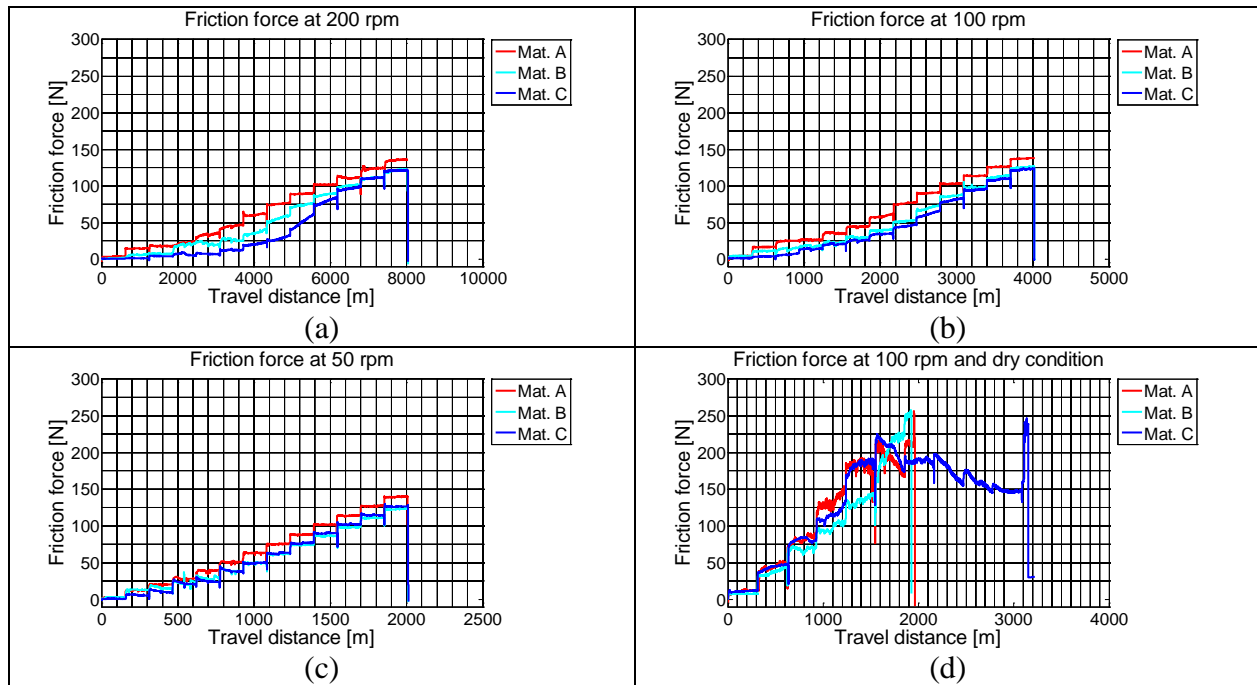 Friction force at 200 rpm
300
250
200
150
100
50
0
Friction force [N]
0 2000 4000 6000 8000 10000
Travel distance [m]
Mat. A
Mat. B
Mat. C
(a)
Friction force at 100 rpm
300
250
200
150
100
50
0
Friction force [N]
0 1000 2000 3000 4000 5000
Travel distance [m]
Mat. A
Mat. B
Mat. C
(b)
Friction force at 50 rpm
300
250
200
150
100
50
0
Friction force [N]
0 500 1000 1500 2000 2500
Travel distance [m]
Mat. A
Mat. B
Mat. C
(c)
Friction force at 100 rpm and dry condition
300
250
200
150
100
50
0
Friction force [N]
0 1000 2000 3000 4000
Travel distance [m]
Mat. A
Mat. B
Mat. C
(d)